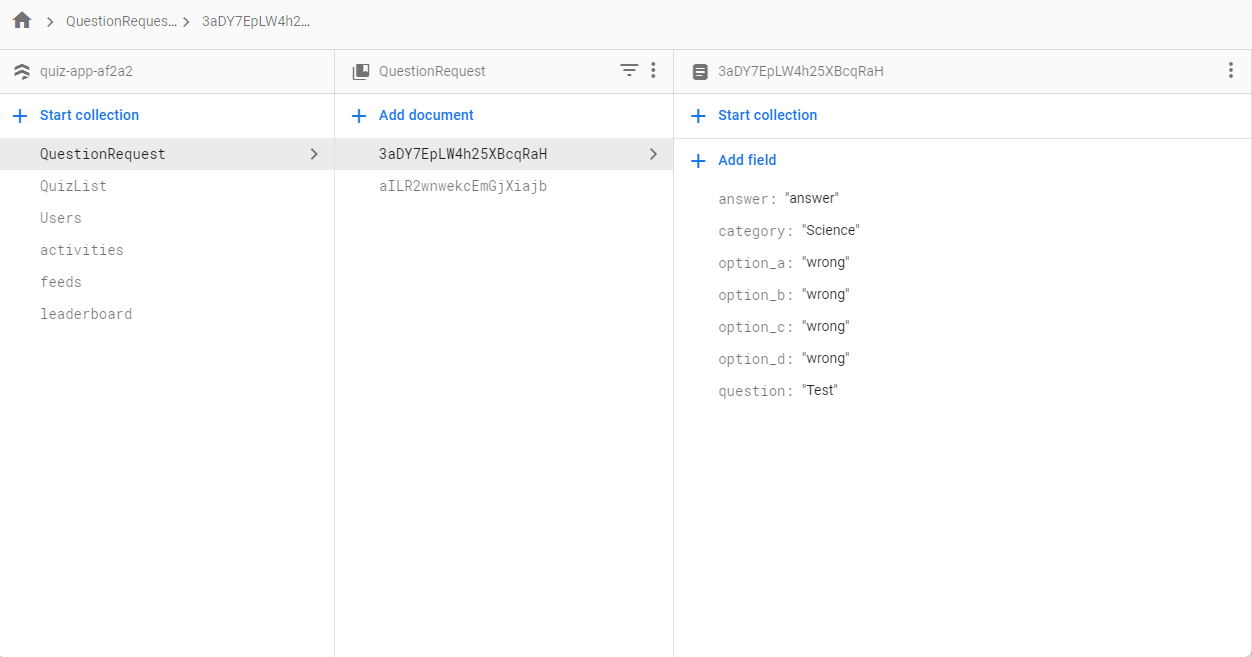 QuestionReques... 3aDY7EpLW4h2...
quiz-app-af2a2
Start collection
QuestionRequest
QuizList
Users
activities
feeds
leaderboard
QuestionRequest
Add document
3aDY7EpLW4h25XBcqRaH
aILR2wnwekcEmGjXiajb
3aDY7EpLW4h25XBcqRaH
Start collection
Add field
answer: "answer"
category: "Science"
option_a: "wrong"
option_b: "wrong"
option_c: "wrong"
option_d: "wrong"
question: "Test"